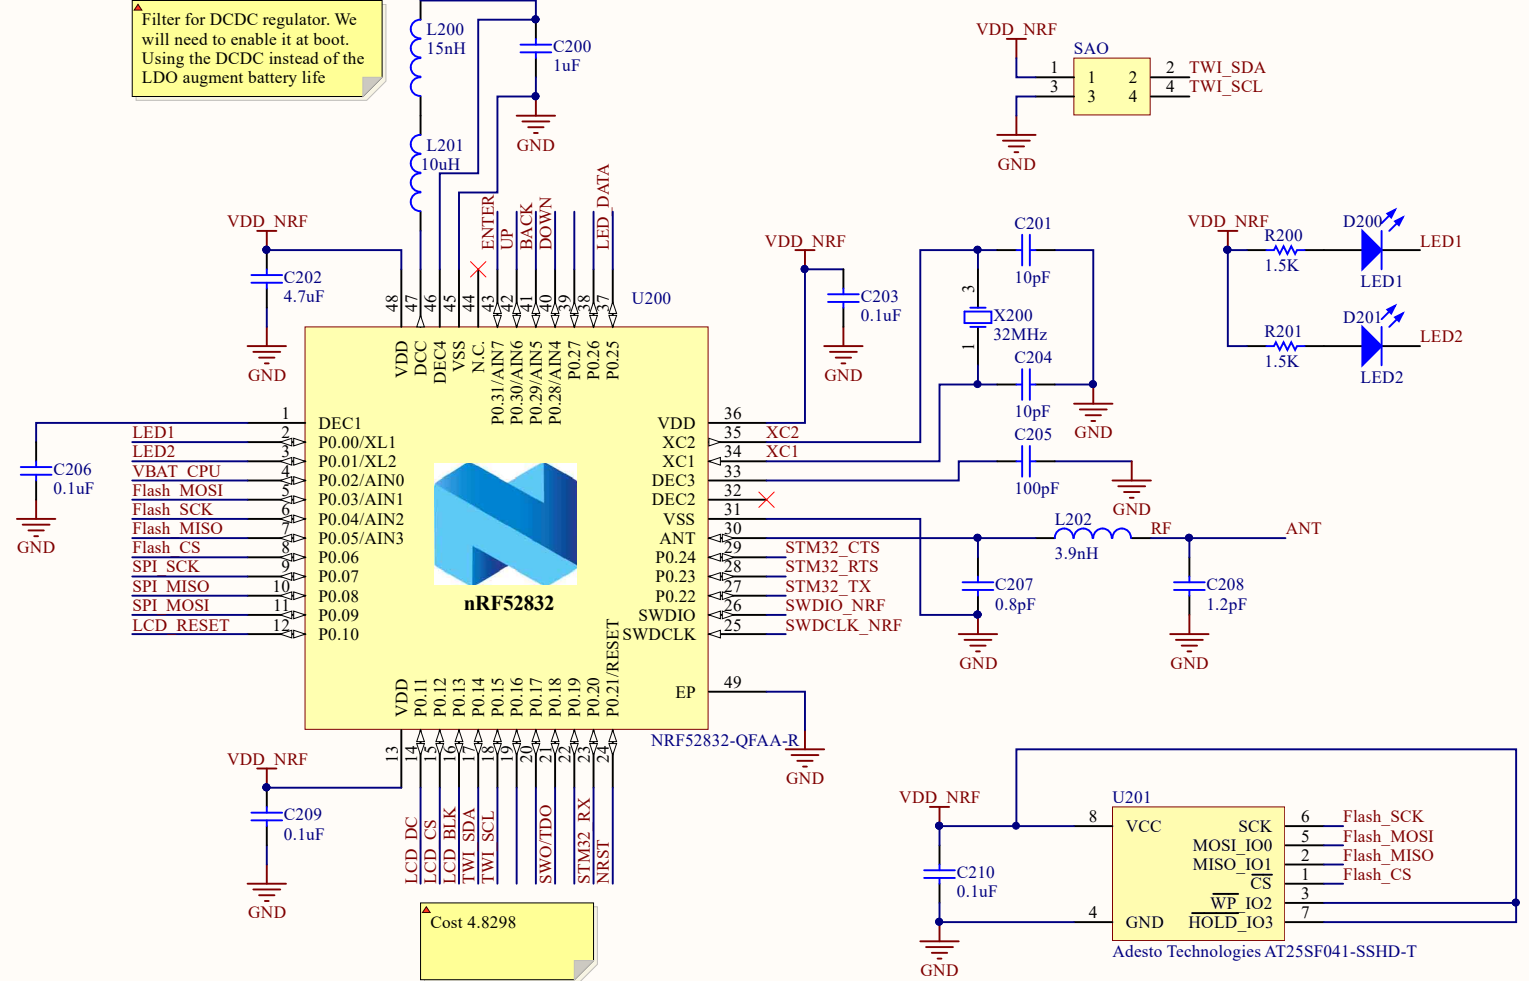 Filter for DCDC regulator. We
will need to enable it at boot.
Using the DCDC instead of the
LDO augment battery life
L200
15nH
C200
1uF
GND
L201
10uH
VDD_NRF
SAO
1 1 2 2 TWI_SDA
3 3 4 4 TWI_SCL
GND
VDD_NRF
C202
4.7uF
GND
ENTER
UP
BACK
DOWN
LED_DATA
48
47
46
45
44
43
42
41
40
39
38
37
U200
VDD
DCC
DEC4
VSS
N.C.
P0.31/AIN7
P0.30/AIN6
P0.29/AIN5
P0.28/AIN4
P0.27
P0.26
P0.25
VDD_NRF
C203
0.1uF
GND
C201
10pF
3
X200
32MHz
1
C204
10pF
GND
C205
100pF
GND
VDD_NRF
R200
1.5K
D200
LED1
LED1
R201
1.5K
D201
LED2
LED2
C206
0.1uF
GND
1 DEC1
LED1 2 P0.00/XL1
LED2 3 P0.01/XL2
VBAT_CPU 4 P0.02/AIN0
Flash_MOSI 5 P0.03/AIN1
Flash_SCK 6 P0.04/AIN2
Flash_MISO 7 P0.05/AIN3
Flash_CS 8 P0.06
SPI_SCK 9 P0.07
SPI_MISO 10 P0.08
SPI_MOSI 11 P0.09
LCD_RESET 12 P0.10
nRF52832
VDD 36
XC2 35 XC2
XC1 34 XC1
DEC3 33
DEC2 32
VSS 31
ANT 30
P0.24 29 STM32_CTS
P0.23 28 STM32_RTS
P0.22 27 STM32_TX
SWDIO 26 SWDIO_NRF
SWDCLK 25 SWDCLK_NRF
EP 49
GND
L202
3.9nH
RF
ANT
C207
0.8pF
GND
C208
1.2pF
GND
VDD
P0.11
P0.12
P0.13
P0.14
P0.15
P0.16
P0.17
P0.18
P0.19
P0.20
P0.21/RESET
NRF52832-QFAA-R
13
14
15
16
17
18
19
20
21
22
23
24
VDD_NRF
C209
0.1uF
GND
LCD_DC
LCD_CS
LCD_BLK
TWI_SDA
TWI_SCL
SWO/TDO
STM32_RX
NRST
Cost 4.8298
VDD_NRF
C210
0.1uF
GND
U201
8 VCC
4 GND
SCK 6 Flash_SCK
MOSI_IO0 5 Flash_MOSI
MISO_IO1 2 Flash_MISO
CS 1 Flash_CS
WP_IO2 3
HOLD_IO3 7
Adesto Technologies AT25SF041-SSHD-T